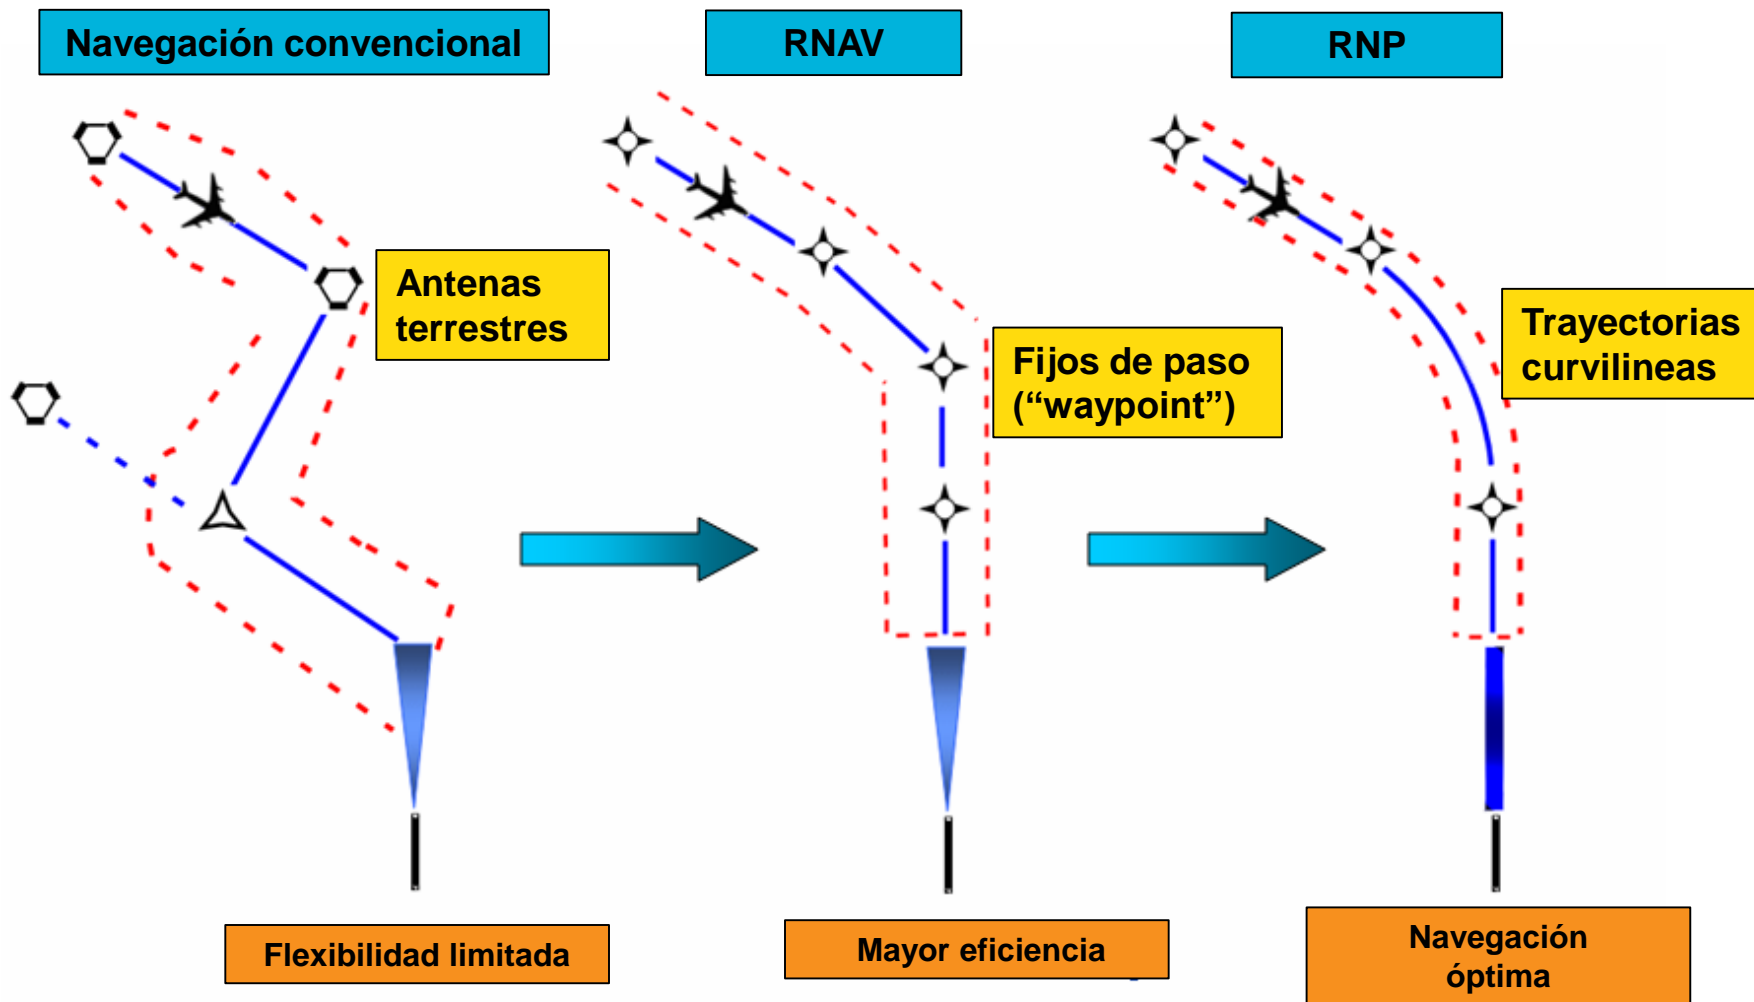 Navegación convencional
RNAV
RNP
Antenas
terrestres
Fijos de paso
(“waypoint”)
Trayectorias
curvilineas
Flexibilidad limitada
Mayor eficiencia
Navegación
óptima